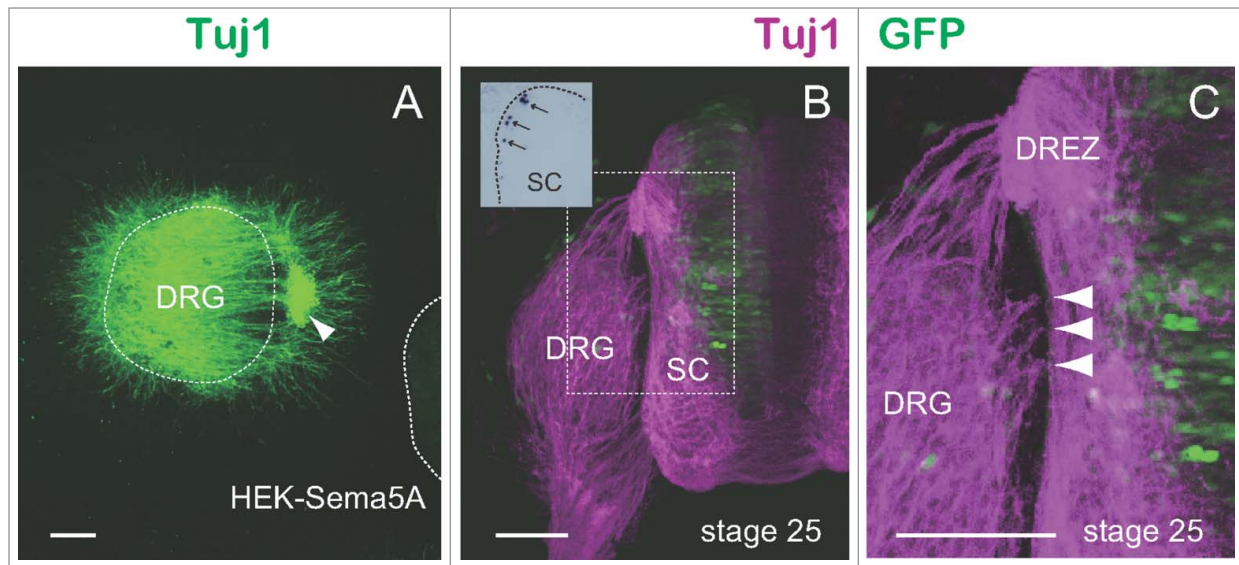 Tuj1
Tuj1 GFP
A
DRG
HEK-Sema5A
B
SC
DRG
SC
stage 25
C
DREZ
DRG
stage 25